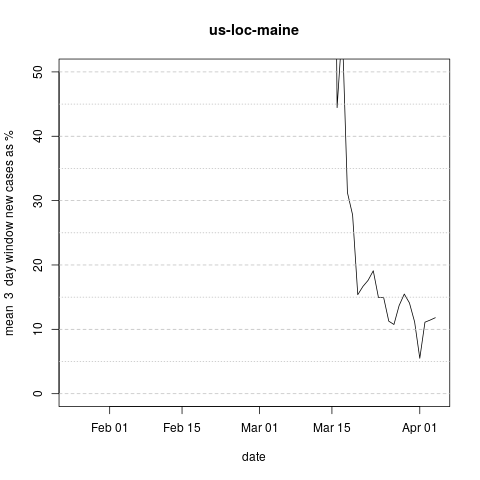 us-loc-maine
mean  3  day window new cases as %
50
40
30
20
10
0
Feb 01
Feb 15
Mar 01
Mar 15
Apr 01
date